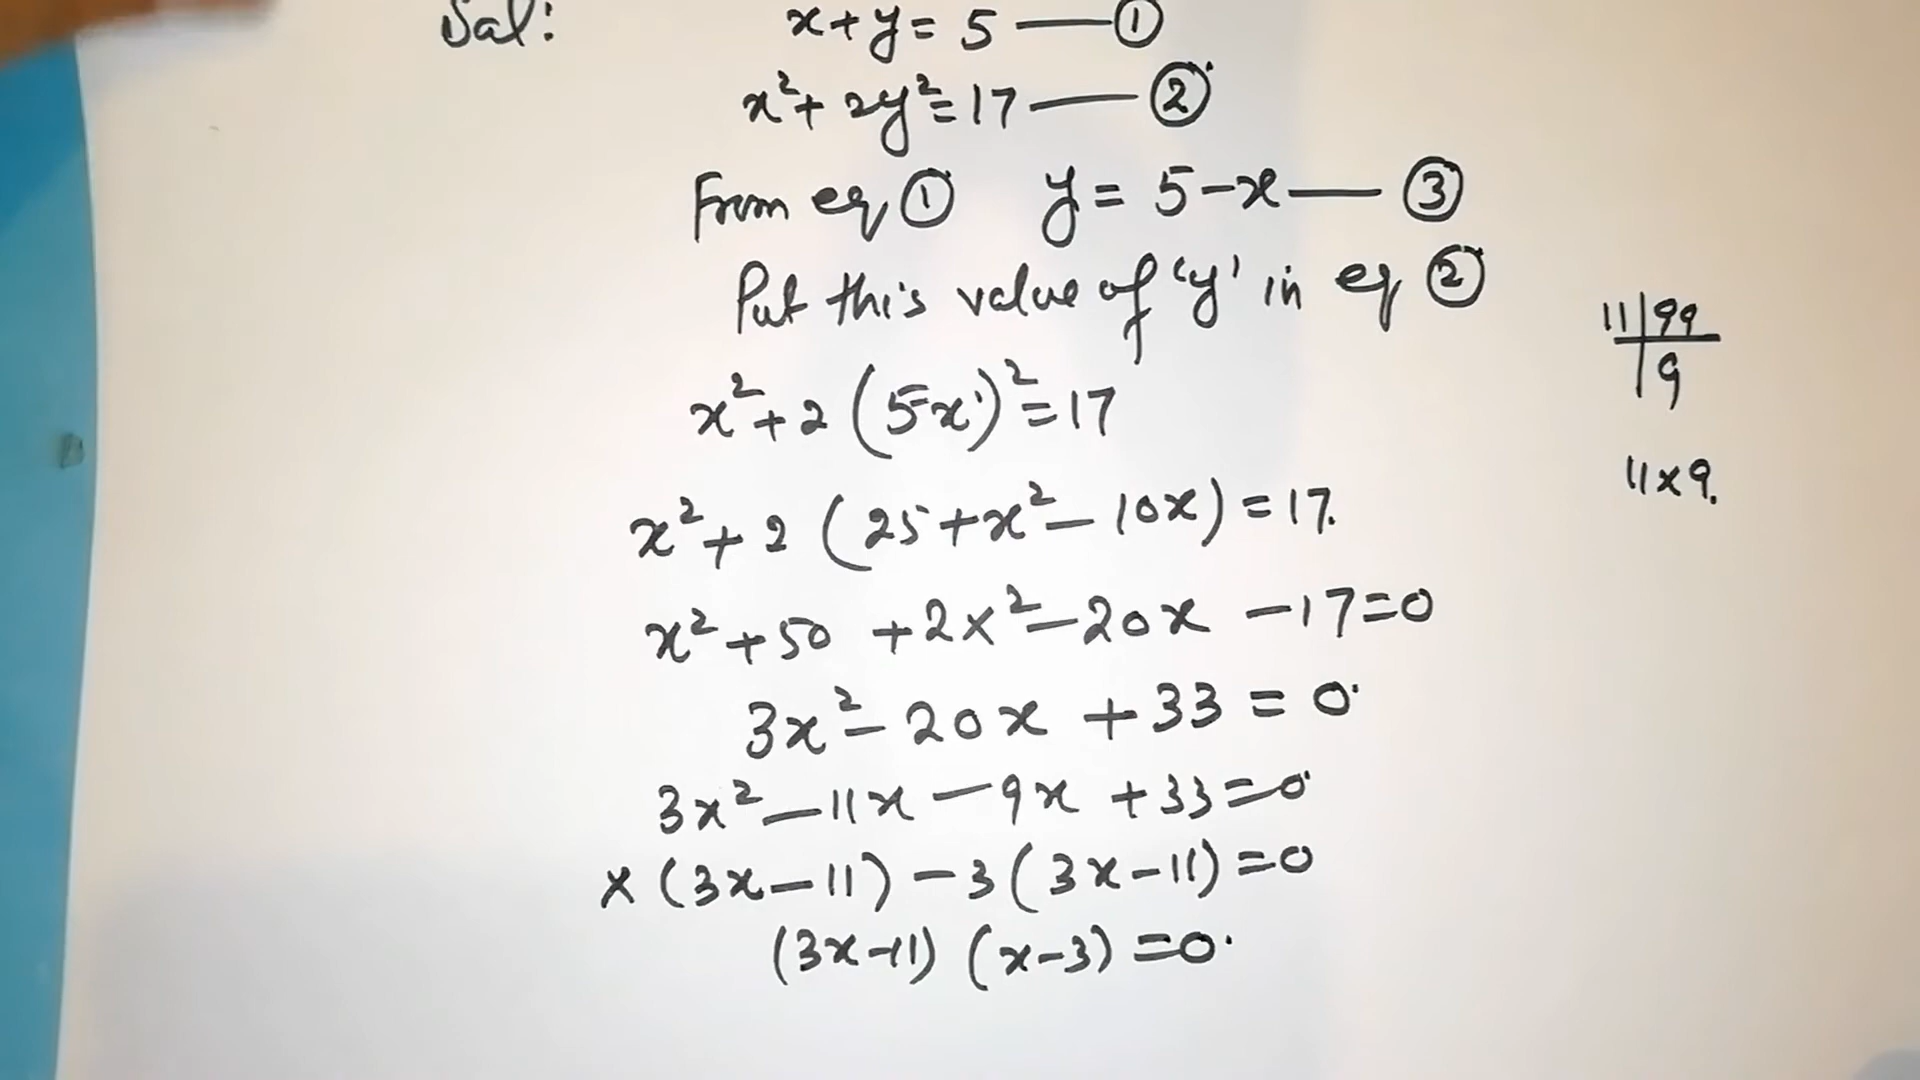 Sol:
x+y= 5 —— ①
x²+ 2y²=17 —— ②
From eq ① y= 5-x —— ③
Put this value of 'y' in eq ②
x²+2(5-x)²=17
x²+2(25+x²-10x)=17.
x²+50 +2x²-20x -17=0
3x²-20x +33 = 0
3x²-11x-9x +33=0
x(3x-11)-3(3x-11)=0
(3x-11) (x-3)=0
11|99
|9
11x9.